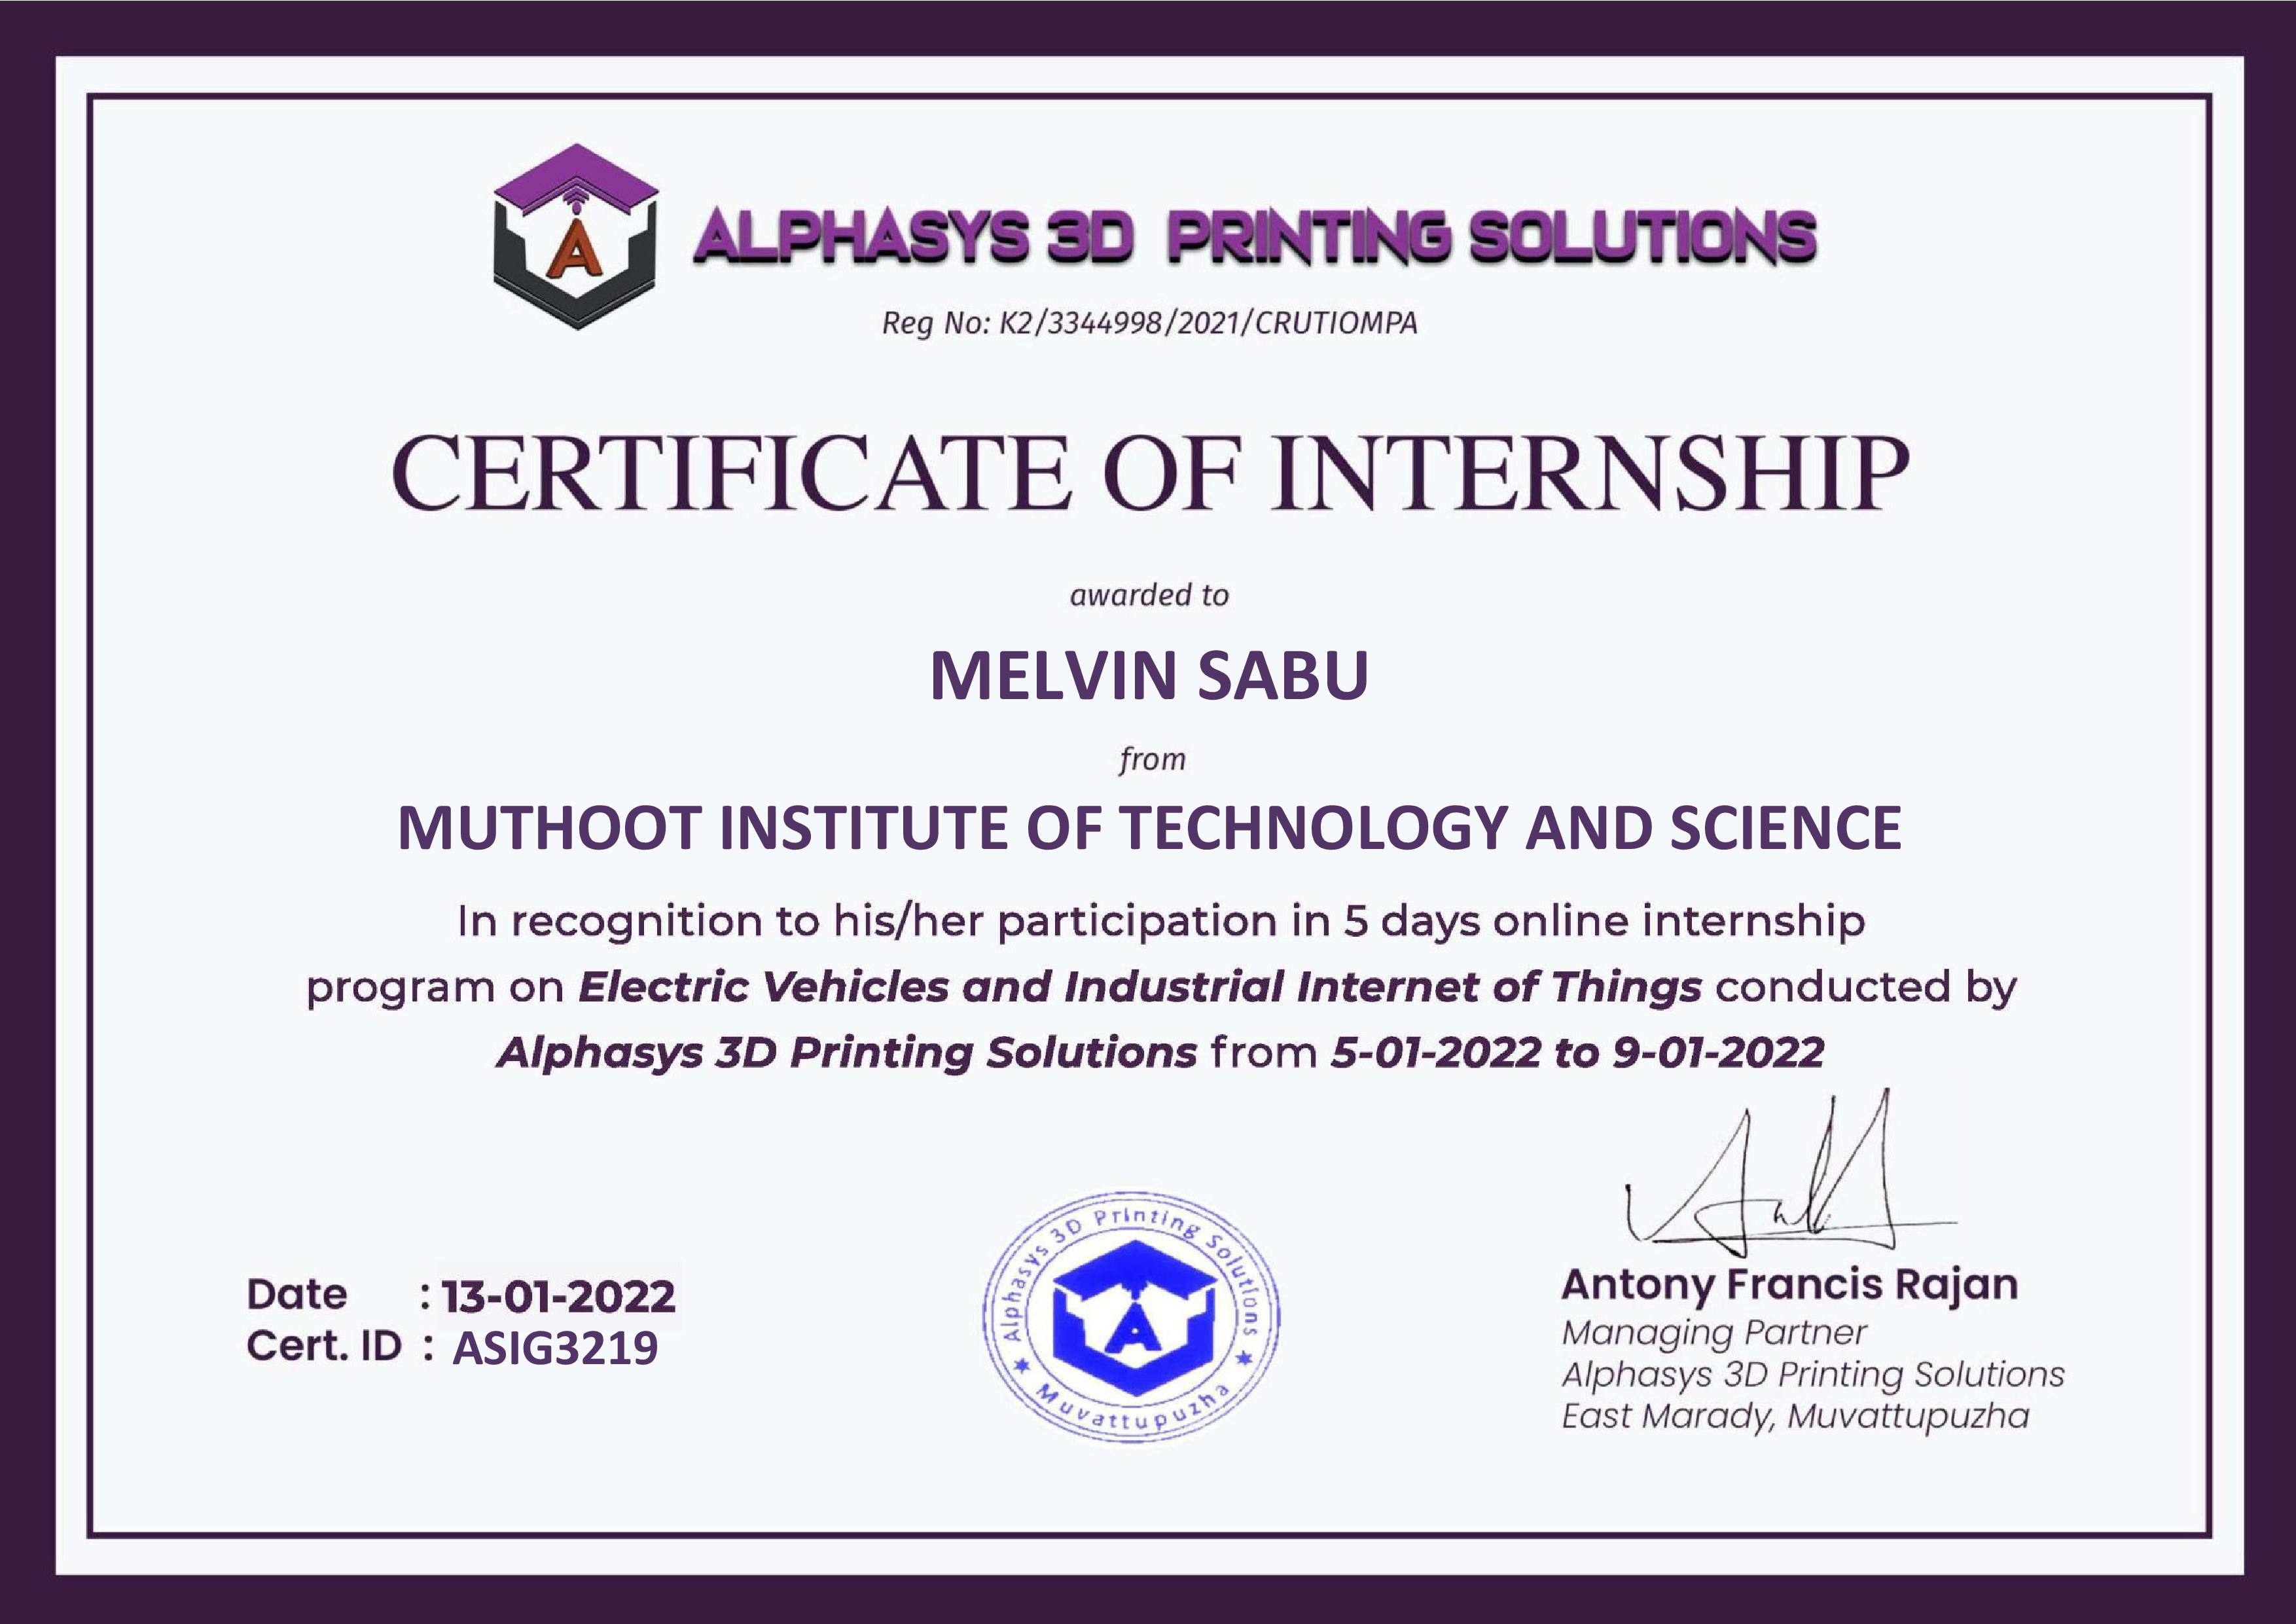 ALPHASYS 3D PRINTING SOLUTIONS
Reg No: K2/3344998/2021/CRUTIOMPA
CERTIFICATE OF INTERNSHIP
awarded to
MELVIN SABU
from
MUTHOOT INSTITUTE OF TECHNOLOGY AND SCIENCE
In recognition to his/her participation in 5 days online internship
program on Electric Vehicles and Industrial Internet of Things conducted by
Alphasys 3D Printing Solutions from 5-01-2022 to 9-01-2022
Date : 13-01-2022
Cert. ID : ASIG3219
Alphasys 3D Printing Solutions
A
Muvattupuzha
Antony Francis Rajan
Managing Partner
Alphasys 3D Printing Solutions
East Marady, Muvattupuzha